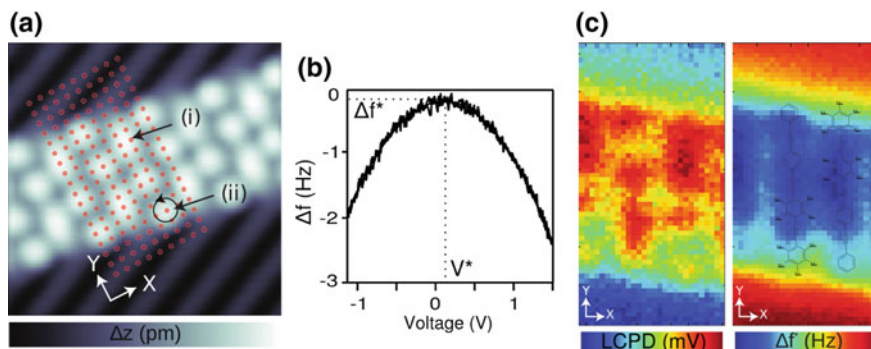 (a)
(i)
(ii)
Y
X
Δz (pm)
(b)
0
-1
-2
-3
Δf (Hz)
Δf*
V*
-1
0
1
Voltage (V)
(c)
Y
X
LCPD (mV)
Y
X
Δf (Hz)